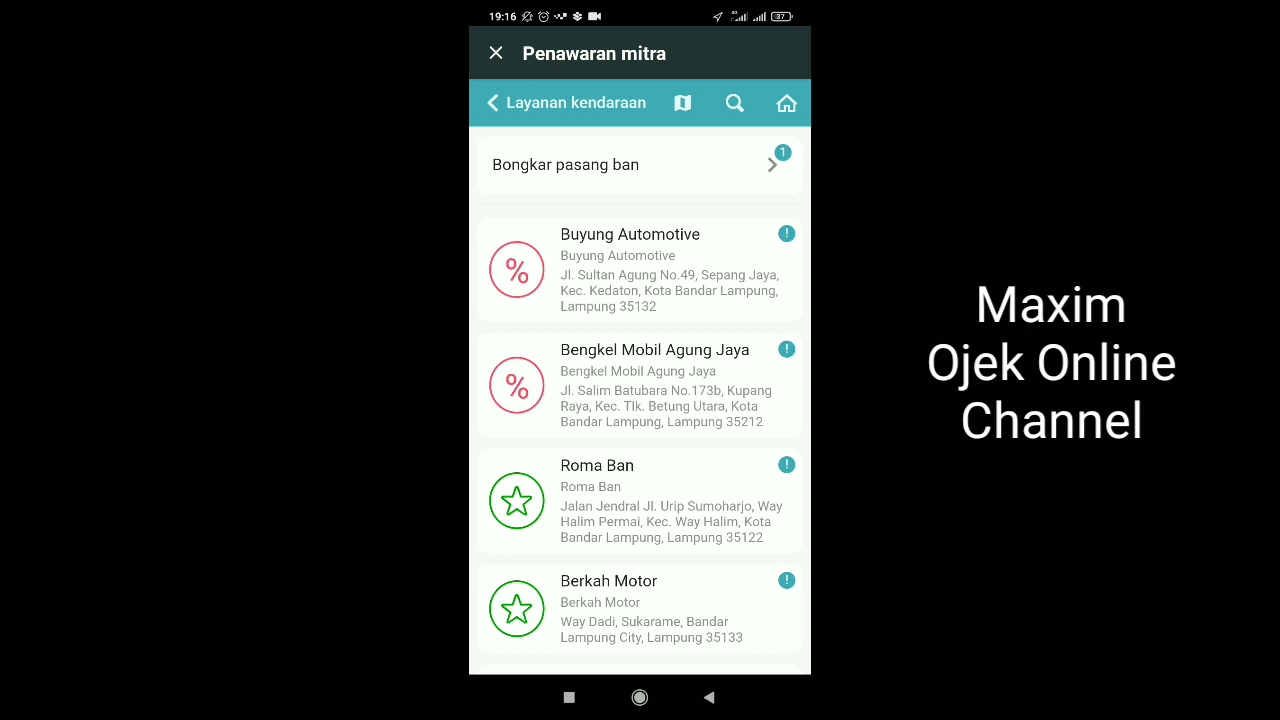 19:16
4G
37
Penawaran mitra
Layanan kendaraan
Bongkar pasang ban
1
Buyung Automotive
!
Buyung Automotive
Jl. Sultan Agung No.49, Sepang Jaya,
Kec. Kedaton, Kota Bandar Lampung,
Lampung 35132
%
Bengkel Mobil Agung Jaya
!
Bengkel Mobil Agung Jaya
Jl. Salim Batubara No.173b, Kupang
Raya, Kec. Tlk. Betung Utara, Kota
Bandar Lampung, Lampung 35212
%
Roma Ban
!
Roma Ban
Jalan Jendral Jl. Urip Sumoharjo, Way
Halim Permai, Kec. Way Halim, Kota
Bandar Lampung, Lampung 35122
Berkah Motor
!
Berkah Motor
Way Dadi, Sukarame, Bandar
Lampung City, Lampung 35133
Maxim
Ojek Online
Channel